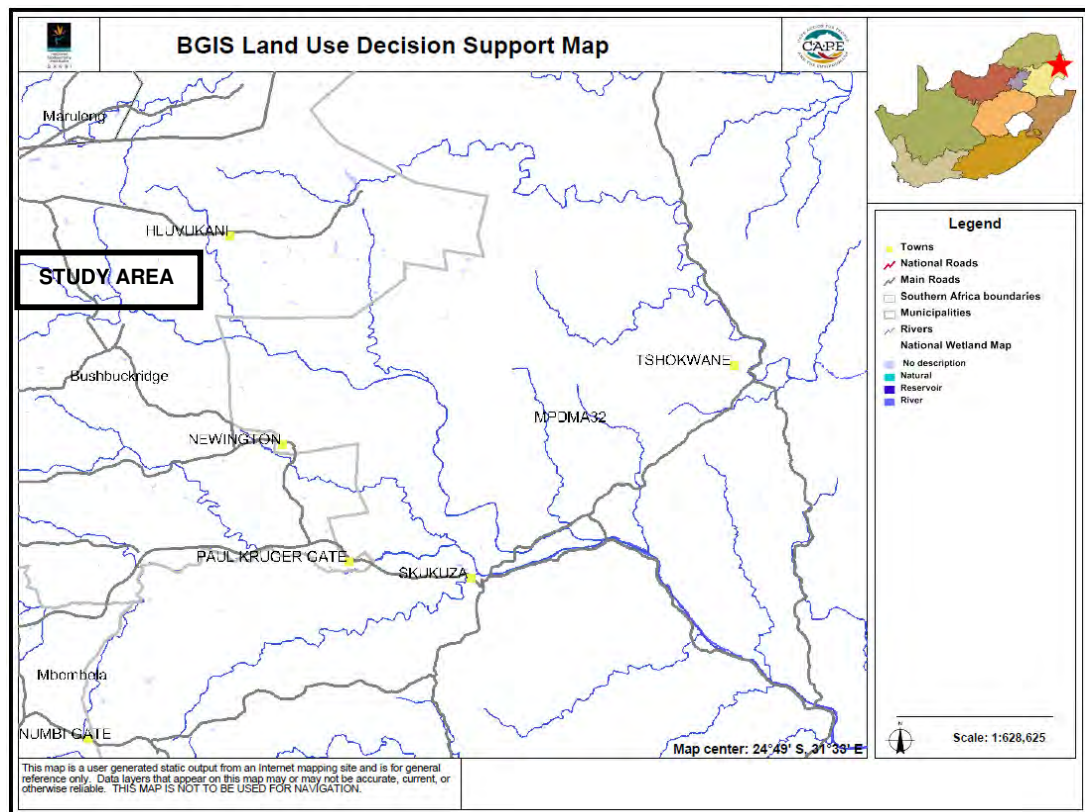 BGIS Land Use Decision Support Map
CAPE
Maruleng
HLUVUKANI
STUDY AREA
Bushbuckridge
TSHOKWANE
MPDMA32
NEWINGTON
PAUL KRUGER GATE
SKUKUZA
Mbombela
NUMBI GATE
Map center: 24°49' S, 31°33' E
Legend
Towns
National Roads
Main Roads
Southern Africa boundaries
Municipalities
Rivers
National Wetland Map
No description
Natural
Reservoir
River
Scale: 1:628,625
This map is a user generated static output from an Internet mapping site and is for general
reference only. Data layers that appear on this map may or may not be accurate, current, or
otherwise reliable. THIS MAP IS NOT TO BE USED FOR NAVIGATION.